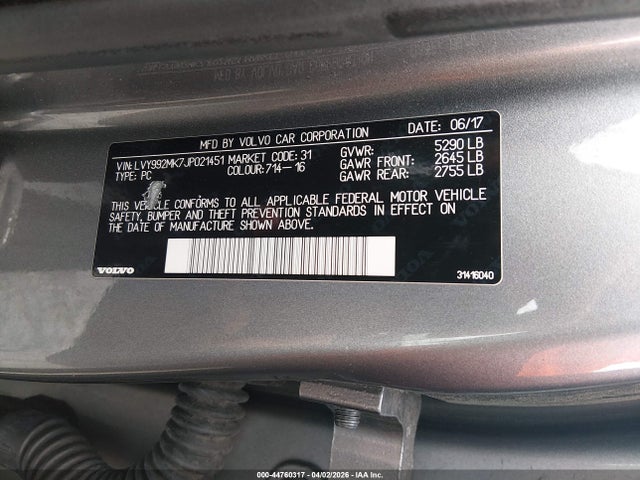 MFD BY VOLVO CAR CORPORATION DATE: 06/17
VIN: LVY992MK7JP021451 MARKET CODE: 31 GVWR: 5290 LB
TYPE: PC COLOUR: 714-16 GAWR FRONT: 2645 LB
GAWR REAR: 2755 LB
THIS VEHICLE CONFORMS TO ALL APPLICABLE FEDERAL MOTOR VEHICLE
SAFETY, BUMPER AND THEFT PREVENTION STANDARDS IN EFFECT ON
THE DATE OF MANUFACTURE SHOWN ABOVE.
VOLVO
31416040
000-44760317 - 04/02/2026 - IAA Inc.